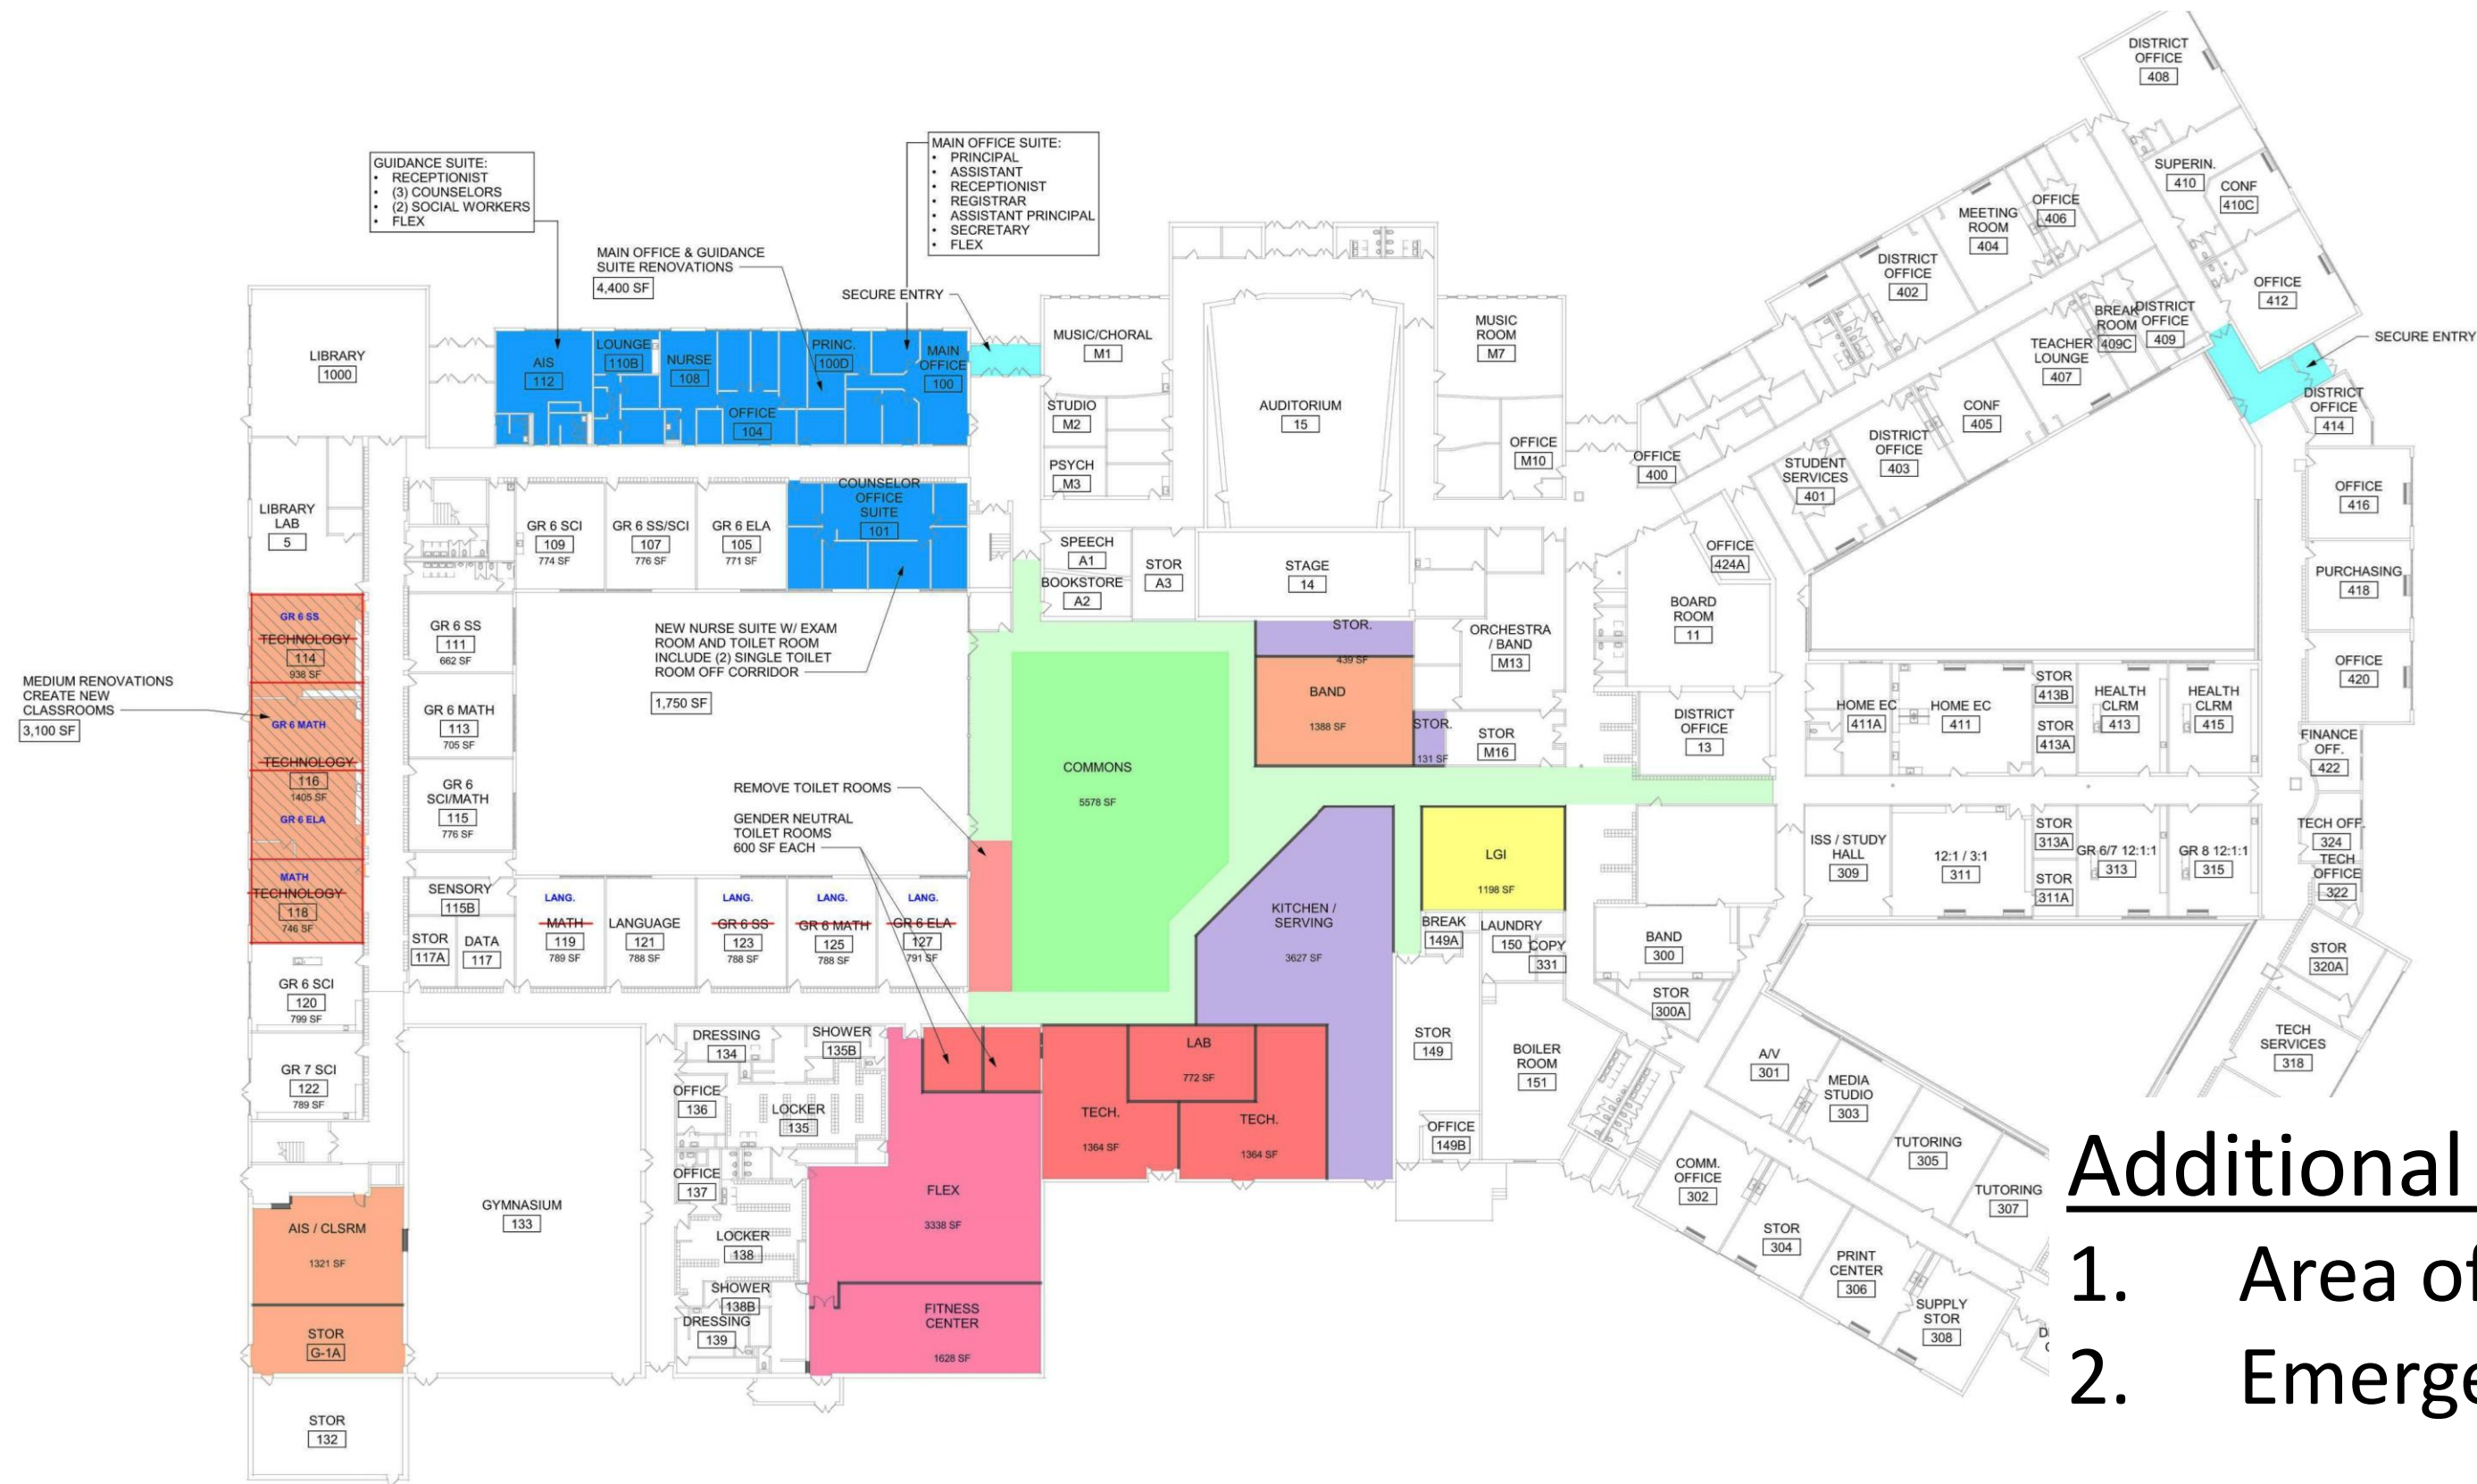 DISTRICT
OFFICE
408
GUIDANCE SUITE:
• RECEPTIONIST
• (3) COUNSELORS
• (2) SOCIAL WORKERS
• FLEX
MAIN OFFICE SUITE:
• PRINCIPAL
• ASSISTANT
• RECEPTIONIST
• REGISTRAR
• ASSISTANT PRINCIPAL
• SECRETARY
• FLEX
MAIN OFFICE & GUIDANCE
SUITE RENOVATIONS
4,400 SF
SECURE ENTRY
SUPERIN.
410
CONF
410C
OFFICE
406
MEETING
ROOM
404
DISTRICT
OFFICE
402
OFFICE
412
BREAK
ROOM
409C
DISTRICT
OFFICE
409
TEACHER
LOUNGE
407
SECURE ENTRY
LIBRARY
1000
AIS
112
LOUNGE
110B
NURSE
108
PRINC.
100D
MAIN
OFFICE
100
OFFICE
104
MUSIC/CHORAL
M1
STUDIO
M2
PSYCH
M3
AUDITORIUM
15
MUSIC
ROOM
M7
OFFICE
M10
OFFICE
400
CONF
405
DISTRICT
OFFICE
403
STUDENT
SERVICES
401
DISTRICT
OFFICE
414
OFFICE
416
PURCHASING
418
OFFICE
420
LIBRARY
LAB
5
GR 6 SCI
109
774 SF
GR 6 SS/SCI
107
776 SF
GR 6 ELA
105
771 SF
COUNSELOR
OFFICE
SUITE
101
SPEECH
A1
BOOKSTORE
A2
STOR
A3
STAGE
14
OFFICE
424A
BOARD
ROOM
11
GR 6 SS
TECHNOLOGY
114
938 SF
GR 6 SS
111
662 SF
NEW NURSE SUITE W/ EXAM
ROOM AND TOILET ROOM
INCLUDE (2) SINGLE TOILET
ROOM OFF CORRIDOR
1,750 SF
STOR.
439 SF
BAND
1388 SF
ORCHESTRA
/ BAND
M13
STOR.
131 SF
STOR
M16
DISTRICT
OFFICE
13
HOME EC
411A
HOME EC
411
STOR
413B
STOR
413A
HEALTH
CLRM
413
HEALTH
CLRM
415
FINANCE
OFF.
422
MEDIUM RENOVATIONS
CREATE NEW
CLASSROOMS
3,100 SF
GR 6 MATH
TECHNOLOGY
116
1405 SF
GR 6 ELA
GR 6 MATH
113
705 SF
GR 6
SCI/MATH
115
776 SF
COMMONS
5578 SF
REMOVE TOILET ROOMS
GENDER NEUTRAL
TOILET ROOMS
600 SF EACH
LGI
1198 SF
ISS / STUDY
HALL
309
12:1 / 3:1
311
STOR
313A
STOR
311A
GR 6/7 12:1:1
313
GR 8 12:1:1
315
TECH OFF.
324
TECH
OFFICE
322
MATH
TECHNOLOGY
118
746 SF
SENSORY
115B
STOR
117A
DATA
117
LANG.
MATH
119
789 SF
LANGUAGE
121
788 SF
LANG.
GR 6 SS
123
788 SF
LANG.
GR 6 MATH
125
788 SF
LANG.
GR 6 ELA
127
791 SF
KITCHEN /
SERVING
3627 SF
BREAK
149A
LAUNDRY
150
COPY
331
BAND
300
STOR
300A
STOR
320A
TECH
SERVICES
318
GR 6 SCI
120
799 SF
GR 7 SCI
122
789 SF
DRESSING
134
SHOWER
135B
OFFICE
136
LOCKER
135
LAB
772 SF
TECH.
1364 SF
TECH.
1364 SF
STOR
149
BOILER
ROOM
151
OFFICE
149B
A/V
301
MEDIA
STUDIO
303
TUTORING
305
TUTORING
307
COMM.
OFFICE
302
STOR
304
PRINT
CENTER
306
SUPPLY
STOR
308
AIS / CLSRM
1321 SF
STOR
G-1A
STOR
132
GYMNASIUM
133
OFFICE
137
LOCKER
138
SHOWER
138B
DRESSING
139
FLEX
3338 SF
FITNESS
CENTER
1628 SF
Additional
1. Area of
2. Emerge